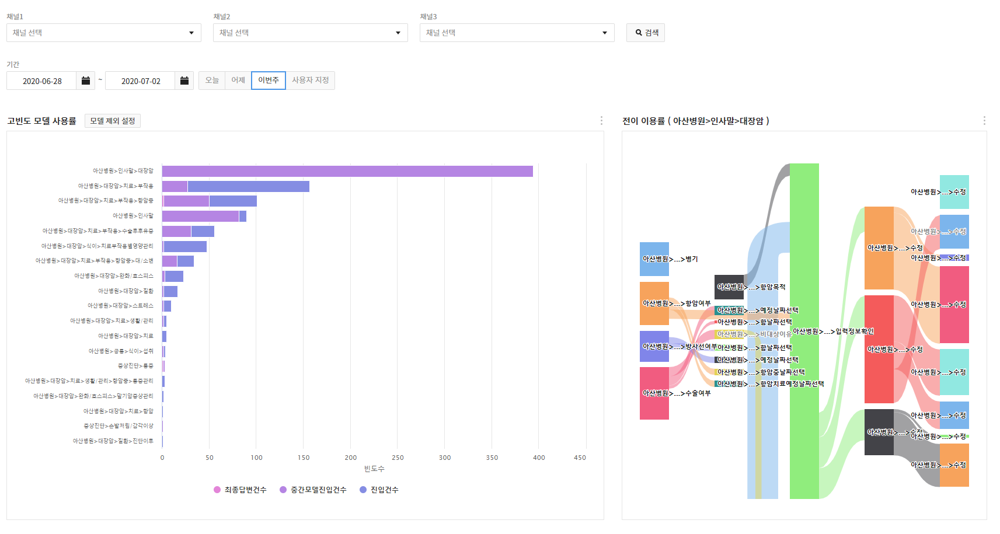 채널1
채널2
채널3
채널 선택
채널 선택
채널 선택
검색
기간
2020-06-28
~
2020-07-02
오늘
어제
이번주
사용자 지정
고빈도 모델 사용률
모델 제외 설정
아산병원>인사말>대장암
아산병원>대장암>치료>부작용
아산병원>대장암>치료>부작용>항암중
아산병원>인사말
아산병원>대장암>치료>부작용>수술후후유증
아산병원>대장암>식이>치료부작용별영양관리
아산병원>대장암>치료>부작용>항암중>대/소변
아산병원>대장암>완화/호스피스
아산병원>대장암>질환
아산병원>대장암>스트레스
아산병원>대장암>치료>생활/관리
아산병원>대장암>치료
아산병원>공통>식이>섭취
증상진단>통증
아산병원>대장암>치료>생활/관리>항암중>통증관리
아산병원>대장암>완화/호스피스>말기암증상관리
아산병원>대장암>치료>항암
증상진단>손발저림/감각이상
아산병원>대장암>질환>진단이후
0
50
100
150
200
250
300
350
400
450
빈도수
최종답변건수
중간모델진입건수
진입건수
전이 이용률 ( 아산병원>인사말>대장암 )
아산병원>...>병기
아산병원>...>항암여부
아산병원>...>방사선여부
아산병원>...>수술여부
아산병원>...>항암목적
아산병원>...>예정날짜선택
아산병원>...>함날짜선택
아산병원>...>비대상이유
아산병원>...>함날짜선택
아산병원>...>예정날짜선택
아산병원>...>항암중날짜선택
아산병원>...>항암치료예정날짜선택
아산병원>...>입력정보확인
아산병원>...>수정
아산병원>...>수정
아산병원>...>수정
아산병원>...>수정
아산병원>...>수정
아산병원>...>수정
아산병원>...>수정
아산병원>...>수정
아산병원>...>수정
아산병원>...>수정
아산병원>...>수정